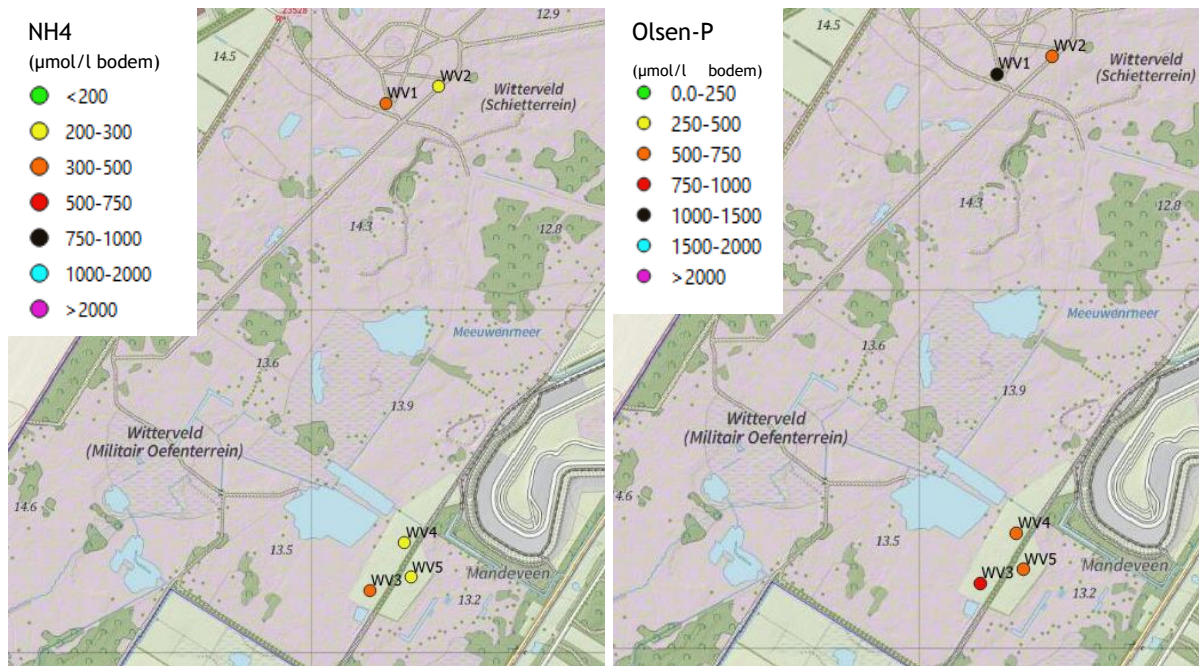 NH4
(µmol/l bodem)
<200
200-300
300-500
500-750
750-1000
1000-2000
>2000
23528
12.9
14.5
WV1
WV2
Witterveld
(Schietterrein)
14.3
12.8
Meeuwenmeer
13.6
13.9
Witterveld
(Militair Oefenterrein)
14.6
13.5
WV4
WV3
WV5
Mandeveen
13.2
Olsen-P
(µmol/l bodem)
0.0-250
250-500
500-750
750-1000
1000-1500
1500-2000
>2000
12.9
14.5
WV1
WV2
Witterveld
(Schietterrein)
14.3
12.8
Meeuwenmeer
13.6
13.9
Witterveld
(Militair Oefenterrein)
14.6
13.5
WV4
WV3
WV5
Mandeveen
13.2